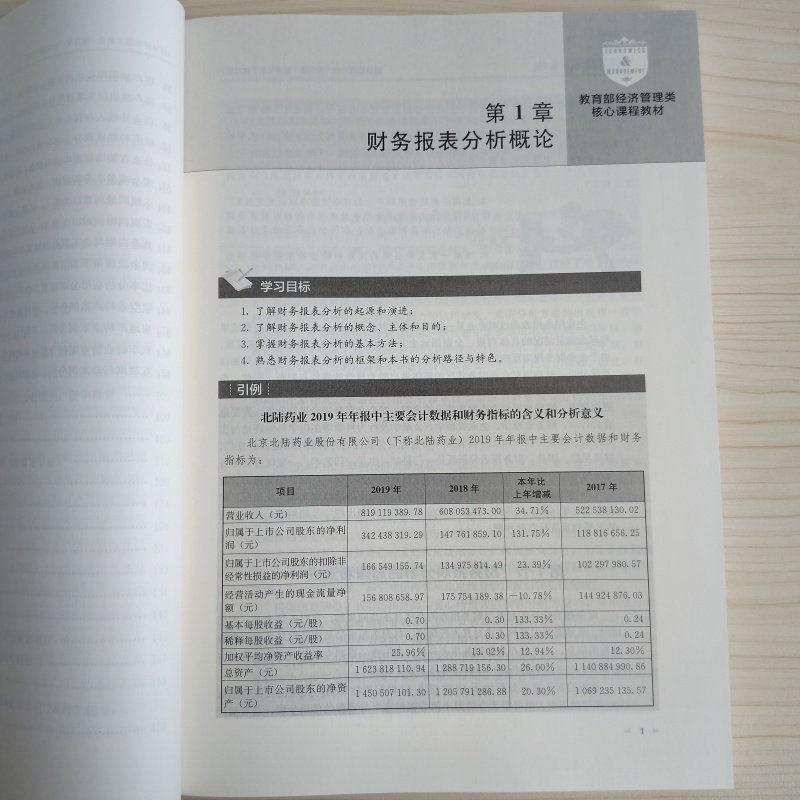 ECONOMICS
&
MANAGEMENT
教育部经济管理类
核心课程教材
第 1 章
财务报表分析概论
学习目标
1. 了解财务报表分析的起源和演进；
2. 了解财务报表分析的概念、主体和目的；
3. 掌握财务报表分析的基本方法；
4. 熟悉财务报表分析的框架和本书的分析路径与特色。
引例
北陆药业 2019 年年报中主要会计数据和财务指标的含义和分析意义
北京北陆药业股份有限公司（下称北陆药业）2019 年年报中主要会计数据和财务
指标为：
项目 2019 年 2018 年 本年比上年增减 2017 年
营业收入（元） 819 119 389.78 608 053 473.00 34.71% 522 538 130.02
归属于上市公司股东的净利
润（元） 342 438 319.29 147 761 859.10 131.75% 118 816 656.25
归属于上市公司股东的扣除非
经常性损益的净利润（元） 166 549 155.74 134 975 814.49 23.39% 102 297 980.57
经营活动产生的现金流量净
额（元） 156 808 658.97 175 754 189.38 －10.78% 144 924 876.03
基本每股收益（元/股） 0.70 0.30 133.33% 0.24
稀释每股收益（元/股） 0.70 0.30 133.33% 0.24
加权平均净资产收益率 25.96% 13.02% 12.94% 12.30%
总资产（元） 1 623 818 110.94 1 288 719 156.30 26.00% 1 140 884 990.86
归属于上市公司股东的净资
产（元） 1 450 507 101.30 1 205 791 286.88 20.30% 1 069 235 135.57
1